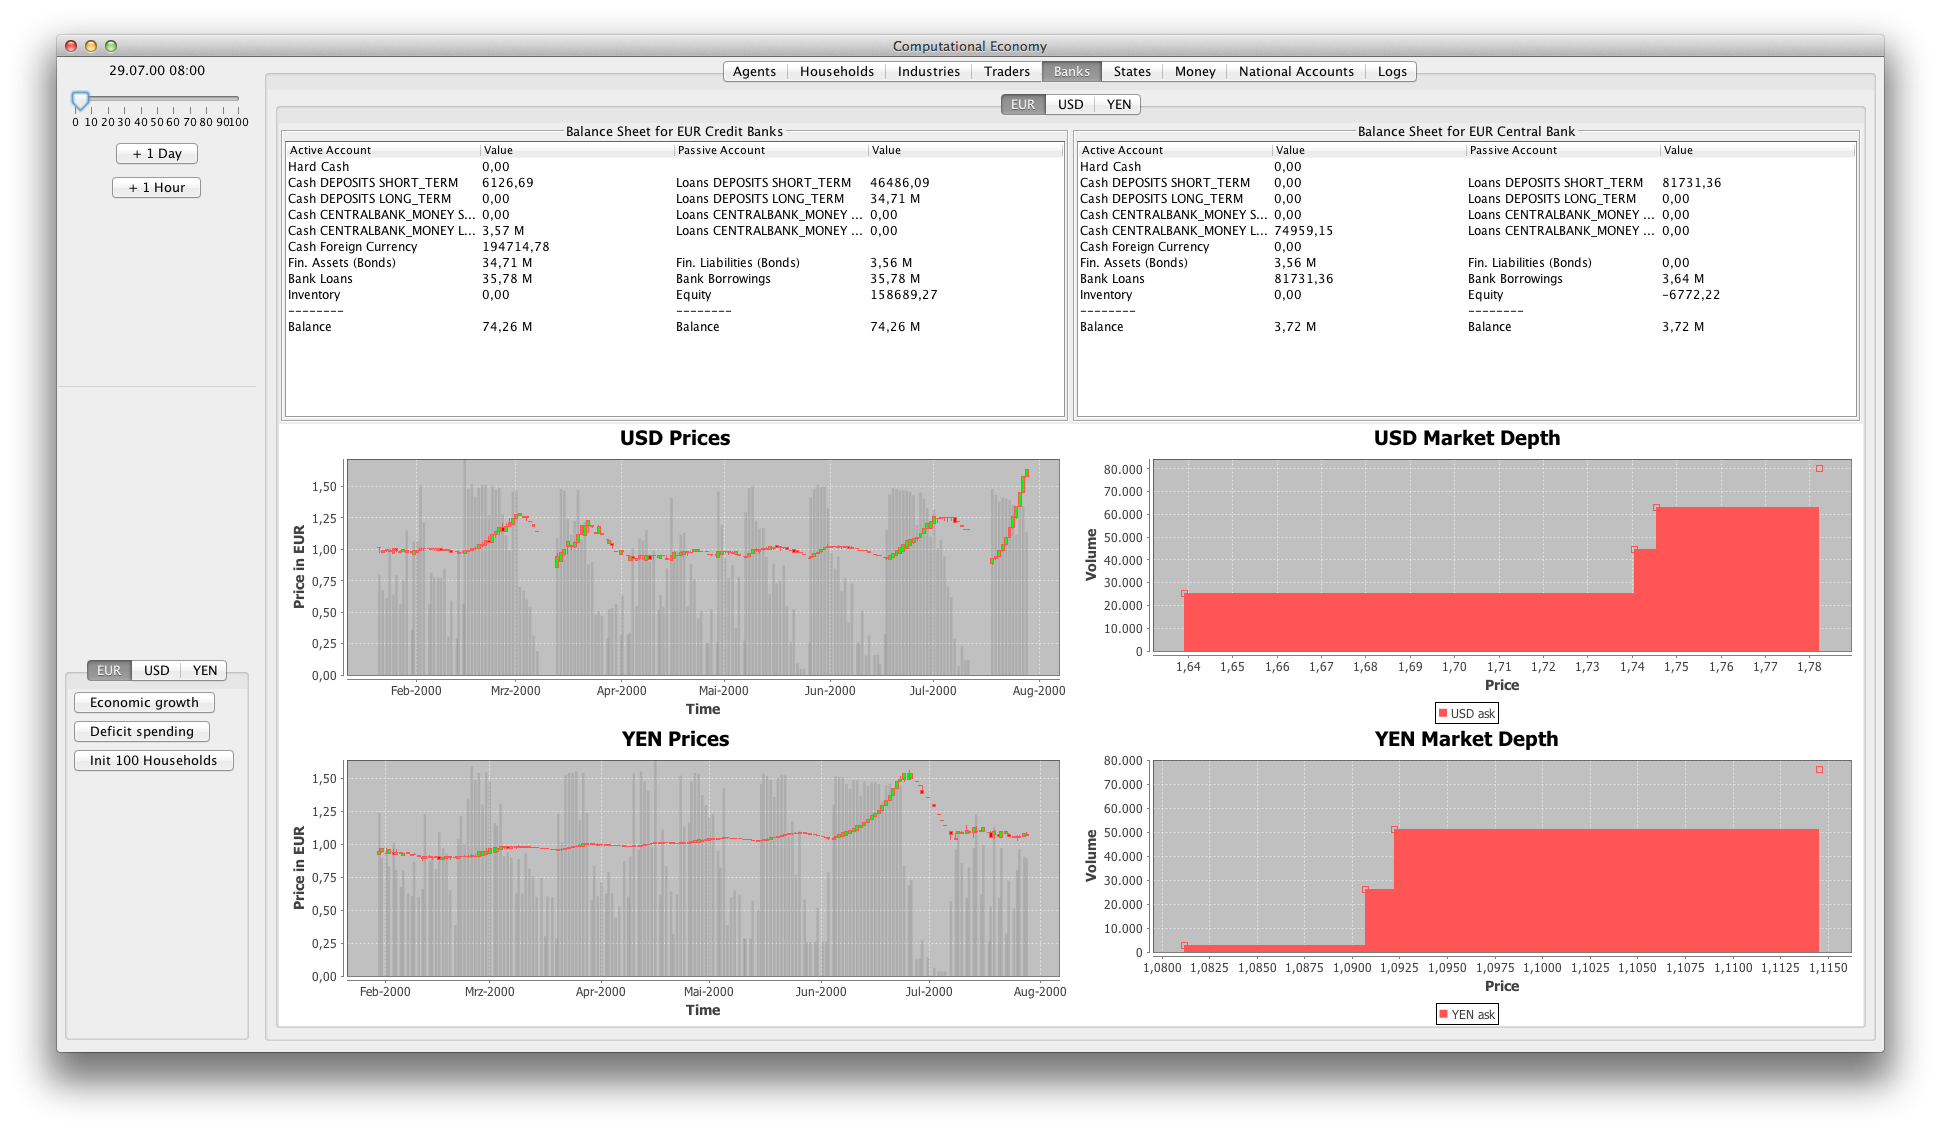 Computational Economy
29.07.00 08:00
0 10 20 30 40 50 60 70 80 90100
+ 1 Day
+ 1 Hour
Agents Households Industries Traders Banks States Money National Accounts Logs
EUR USD YEN
Balance Sheet for EUR Credit Banks
Active Account Value Passive Account Value
Hard Cash 0,00
Cash DEPOSITS SHORT_TERM 6126,69 Loans DEPOSITS SHORT_TERM 46486,09
Cash DEPOSITS LONG_TERM 0,00 Loans DEPOSITS LONG_TERM 34,71 M
Cash CENTRALBANK_MONEY S... 0,00 Loans CENTRALBANK_MONEY ... 0,00
Cash CENTRALBANK_MONEY L... 3,57 M Loans CENTRALBANK_MONEY ... 0,00
Cash Foreign Currency 194714,78
Fin. Assets (Bonds) 34,71 M Fin. Liabilities (Bonds) 3,56 M
Bank Loans 35,78 M Bank Borrowings 35,78 M
Inventory 0,00 Equity 158689,27
-------- --------
Balance 74,26 M Balance 74,26 M
Balance Sheet for EUR Central Bank
Active Account Value Passive Account Value
Hard Cash 0,00
Cash DEPOSITS SHORT_TERM 0,00 Loans DEPOSITS SHORT_TERM 81731,36
Cash DEPOSITS LONG_TERM 0,00 Loans DEPOSITS LONG_TERM 0,00
Cash CENTRALBANK_MONEY S... 0,00 Loans CENTRALBANK_MONEY ... 0,00
Cash CENTRALBANK_MONEY L... 74959,15 Loans CENTRALBANK_MONEY ... 0,00
Cash Foreign Currency 0,00
Fin. Assets (Bonds) 3,56 M Fin. Liabilities (Bonds) 0,00
Bank Loans 81731,36 Bank Borrowings 3,64 M
Inventory 0,00 Equity -6772,22
-------- --------
Balance 3,72 M Balance 3,72 M
USD Prices
Price in EUR
1,50
1,25
1,00
0,75
0,50
0,25
0,00
Feb-2000 Mrz-2000 Apr-2000 Mai-2000 Jun-2000 Jul-2000 Aug-2000
Time
USD Market Depth
Volume
80.000
70.000
60.000
50.000
40.000
30.000
20.000
10.000
0
1,64 1,65 1,66 1,67 1,68 1,69 1,70 1,71 1,72 1,73 1,74 1,75 1,76 1,77 1,78
Price
USD ask
EUR USD YEN
Economic growth
Deficit spending
Init 100 Households
YEN Prices
Price in EUR
1,50
1,25
1,00
0,75
0,50
0,25
0,00
Feb-2000 Mrz-2000 Apr-2000 Mai-2000 Jun-2000 Jul-2000 Aug-2000
Time
YEN Market Depth
Volume
80.000
70.000
60.000
50.000
40.000
30.000
20.000
10.000
0
1,0800 1,0825 1,0850 1,0875 1,0900 1,0925 1,0950 1,0975 1,1000 1,1025 1,1050 1,1075 1,1100 1,1125 1,1150
Price
YEN ask